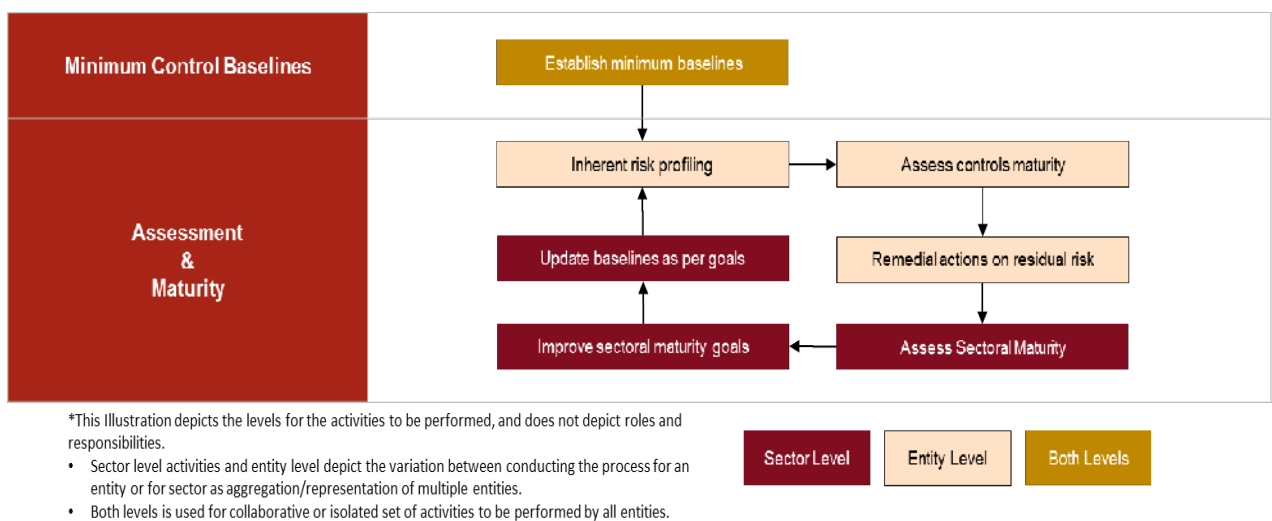 Minimum Control Baselines
Establish minimum baselines
Assessment
&
Maturity
Inherent risk profiling
Assess controls maturity
Update baselines as per goals
Remedial actions on residual risk
Improve sectoral maturity goals
Assess Sectoral Maturity
*This Illustration depicts the levels for the activities to be performed, and does not depict roles and
responsibilities.
• Sector level activities and entity level depict the variation between conducting the process for an
entity or for sector as aggregation/representation of multiple entities.
• Both levels is used for collaborative or isolated set of activities to be performed by all entities.
Sector Level
Entity Level
Both Levels